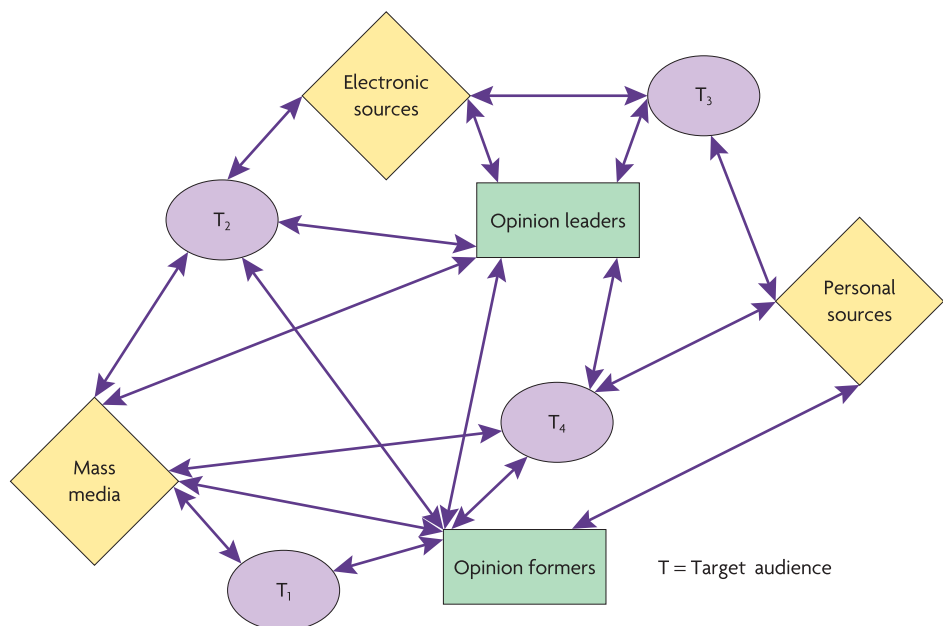 Electronic
sources
T₃
T₂
Opinion leaders
Personal
sources
T₄
Mass
media
Opinion formers
T = Target audience
T₁